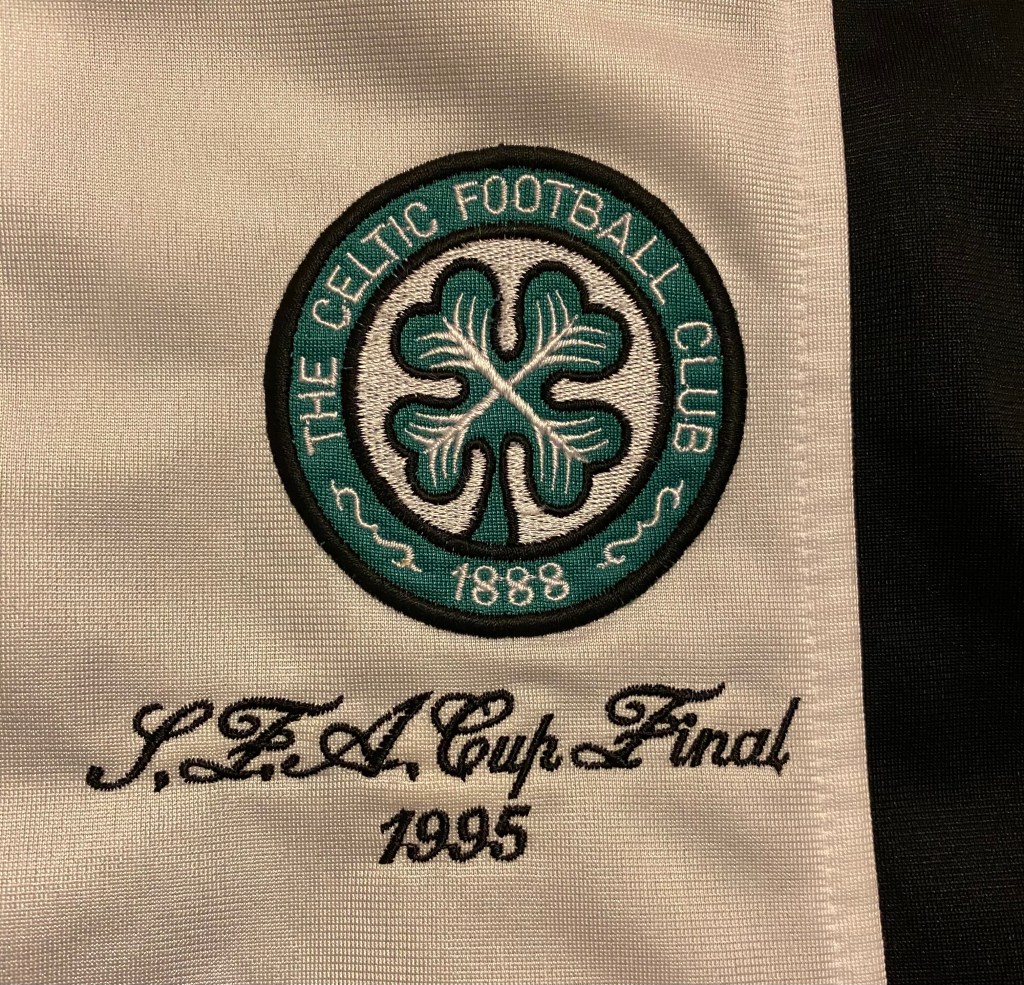 THE CELTIC FOOTBALL CLUB
1888
S.F.A. Cup Final
1995